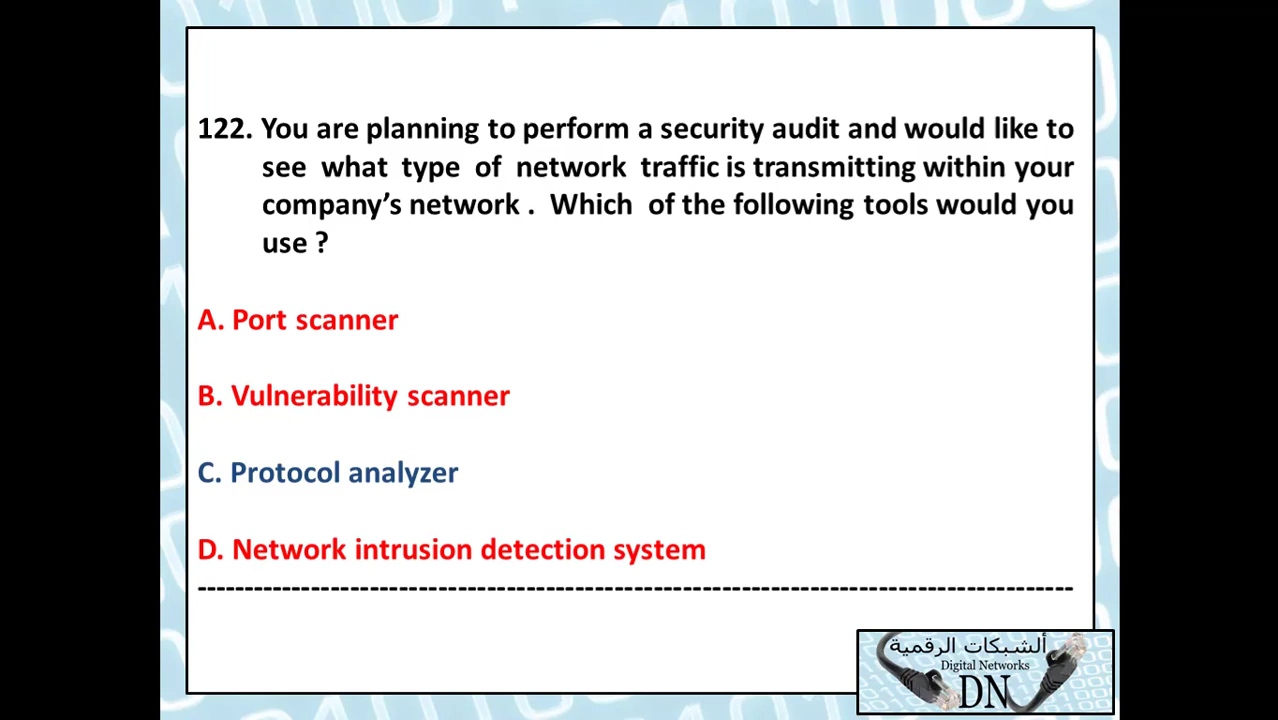 122. You are planning to perform a security audit and would like to
see what type of network traffic is transmitting within your
company’s network . Which of the following tools would you
use ?
A. Port scanner
B. Vulnerability scanner
C. Protocol analyzer
D. Network intrusion detection system
ألشبكات الرقمية
Digital Networks
DN